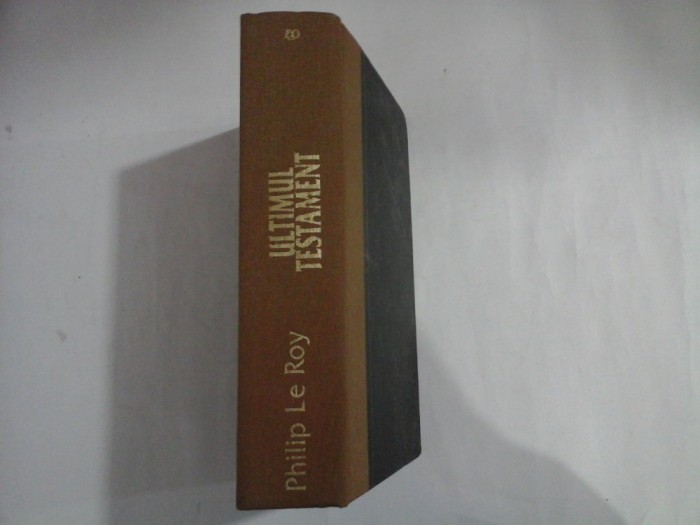 Philip Le Roy
ULTIMUL
TESTAMENT